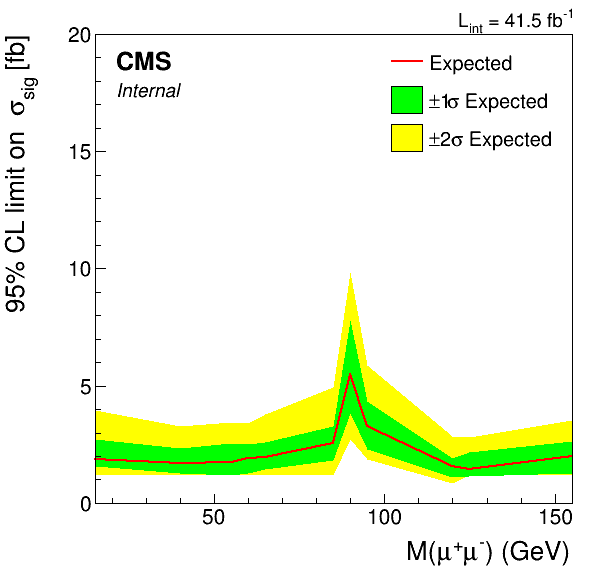 L_int = 41.5 fb^-1
20
CMS
Internal
Expected
±1σ Expected
±2σ Expected
15
10
5
0
50
100
150
95% CL limit on σ_sig [fb]
M(μ^+μ^-) (GeV)